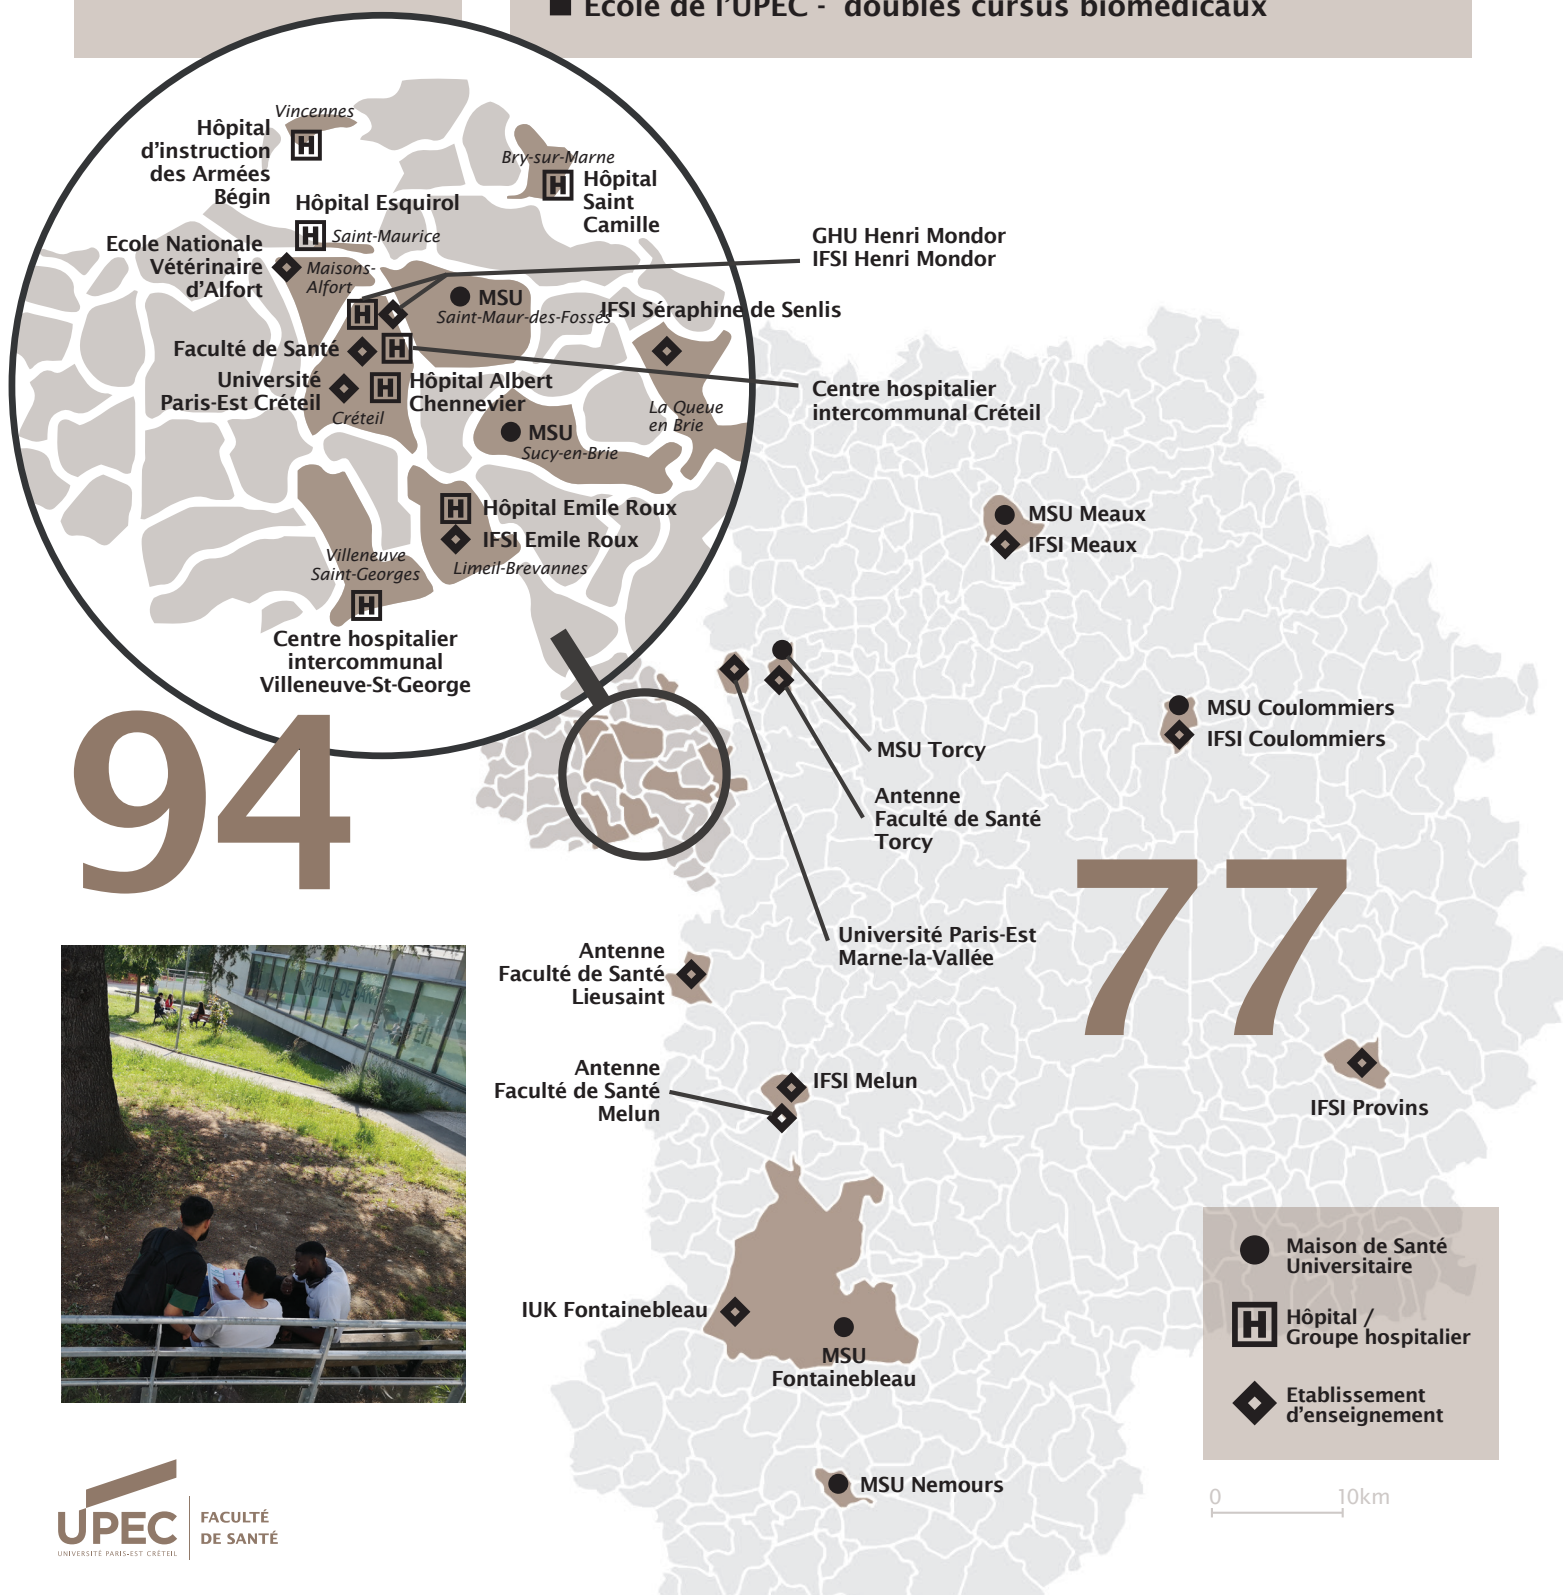 ■ Ecole de l'UPEC - doubles cursus biomédicaux
Vincennes
Hôpital
d'instruction
des Armées
Bégin
Bry-sur-Marne
Hôpital
Saint
Camille
Hôpital Esquirol
Saint-Maurice
Ecole Nationale
Vétérinaire
d'Alfort
Maisons-
Alfort
GHU Henri Mondor
IFSI Henri Mondor
MSU
Saint-Maur-des-Fossés
IFSI Séraphine de Senlis
Faculté de Santé
Université
Paris-Est Créteil
Créteil
Hôpital Albert
Chennevier
La Queue
en Brie
Centre hospitalier
intercommunal Créteil
MSU
Sucy-en-Brie
Hôpital Emile Roux
IFSI Emile Roux
Limeil-Brevannes
Villeneuve
Saint-Georges
Centre hospitalier
intercommunal
Villeneuve-St-George
94
MSU Meaux
IFSI Meaux
MSU Coulommiers
IFSI Coulommiers
MSU Torcy
Antenne
Faculté de Santé
Torcy
77
Université Paris-Est
Marne-la-Vallée
Antenne
Faculté de Santé
Lieusaint
Antenne
Faculté de Santé
Melun
IFSI Melun
IFSI Provins
IUK Fontainebleau
MSU
Fontainebleau
MSU Nemours
Maison de Santé
Universitaire
H
Hôpital /
Groupe hospitalier
Etablissement
d'enseignement
0 10km
UPEC
UNIVERSITÉ PARIS-EST CRÉTEIL
FACULTÉ
DE SANTÉ